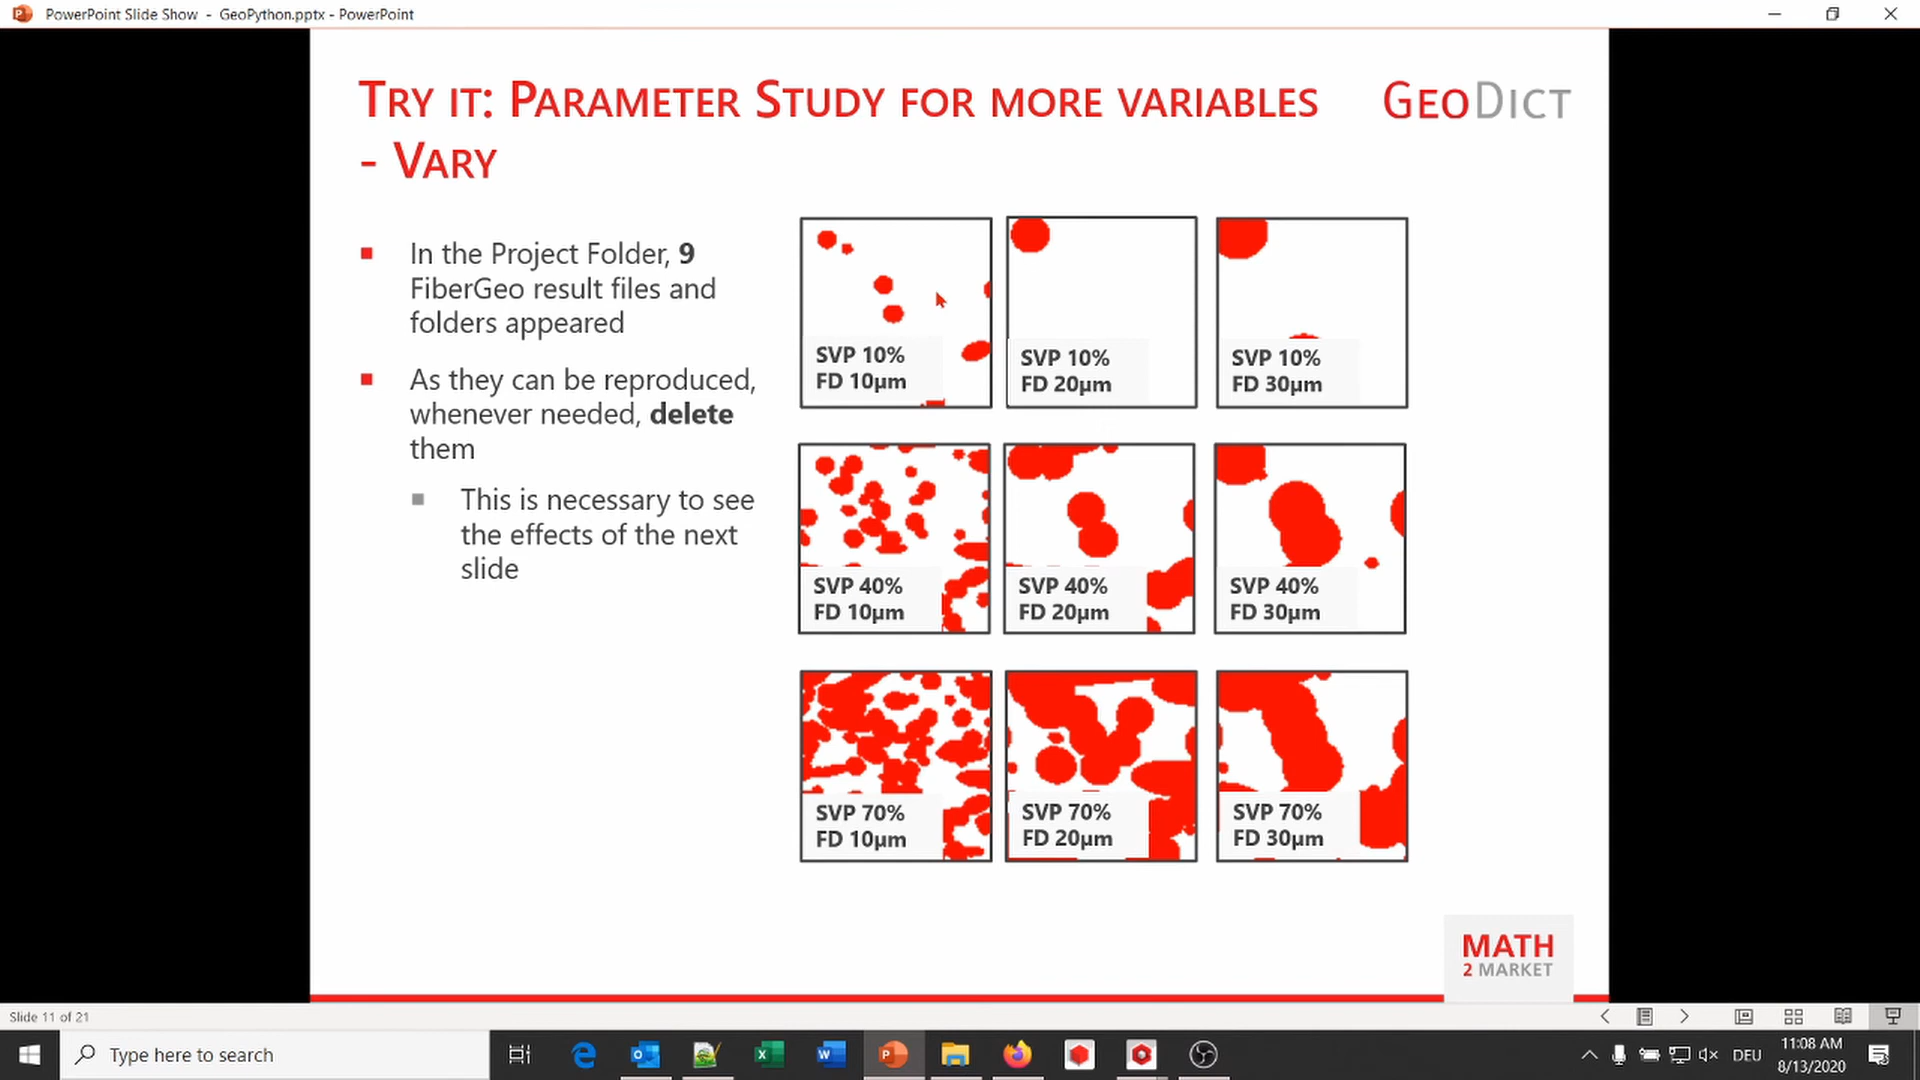 PowerPoint Slide Show - GeoPython.pptx - PowerPoint
TRY IT: PARAMETER STUDY FOR MORE VARIABLES
- VARY
GEODICT
In the Project Folder, 9
FiberGeo result files and
folders appeared
As they can be reproduced,
whenever needed, delete
them
This is necessary to see
the effects of the next
slide
SVP 10%
FD 10µm
SVP 10%
FD 20µm
SVP 10%
FD 30µm
SVP 40%
FD 10µm
SVP 40%
FD 20µm
SVP 40%
FD 30µm
SVP 70%
FD 10µm
SVP 70%
FD 20µm
SVP 70%
FD 30µm
MATH
2 MARKET
Slide 11 of 21
Type here to search
DEU
11:08 AM
8/13/2020